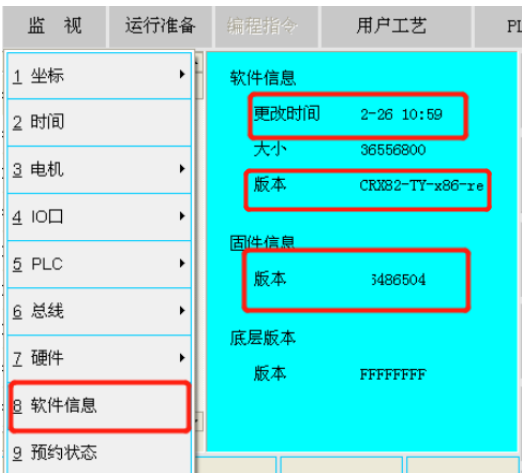 监 视 运行准备 编程指令 用户工艺 PL
1 坐标
2 时间
3 电机
4 IO口
5 PLC
6 总线
7 硬件
8 软件信息
9 预约状态
软件信息
更改时间 2-26 10:59
大小 36556800
版本 CRX82-TY-x86-re
固件信息
版本 5486504
底层版本
版本 FFFFFFFF